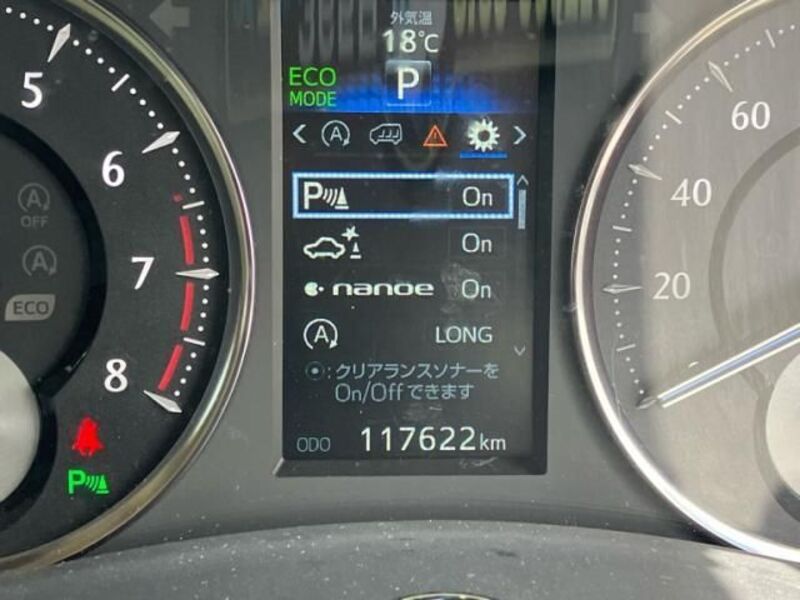 外気温
18℃
ECO
MODE
P
A
P On
On
nanoe On
A LONG
⦿:クリアランスソナーを
On/Offできます
ODO 117622km
5
6
7
8
A
OFF
A
ECO
P
60
40
20